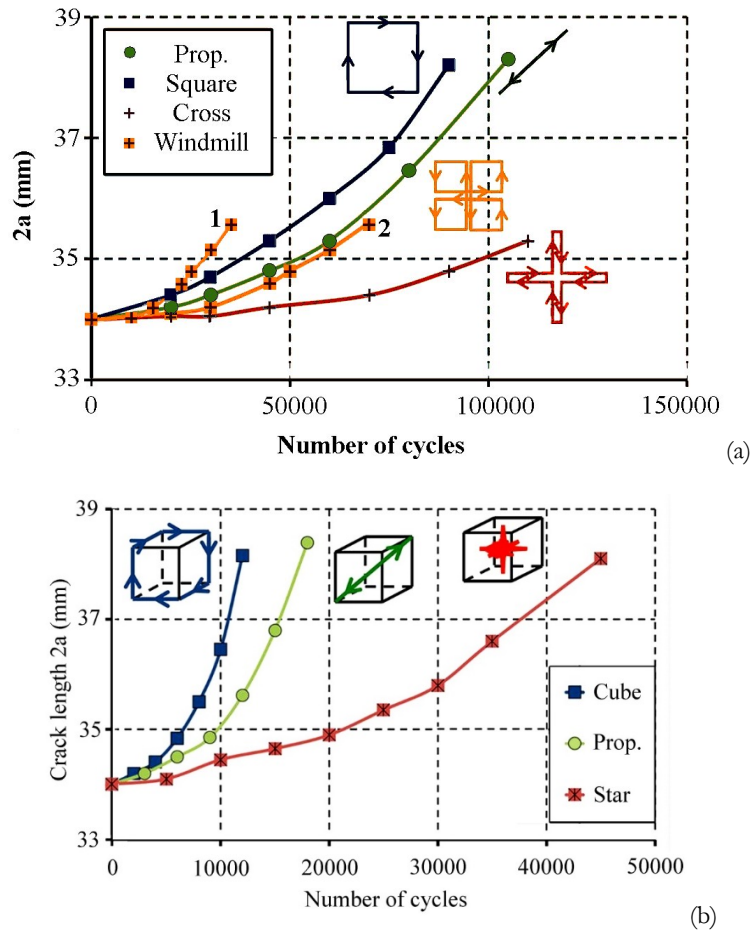 39
37
35
33
2a (mm)
Prop.
Square
Cross
Windmill
1
2
0
50000
100000
150000
Number of cycles
(a)
39
37
35
33
Crack length 2a (mm)
Cube
Prop.
Star
0
10000
20000
30000
40000
50000
Number of cycles
(b)